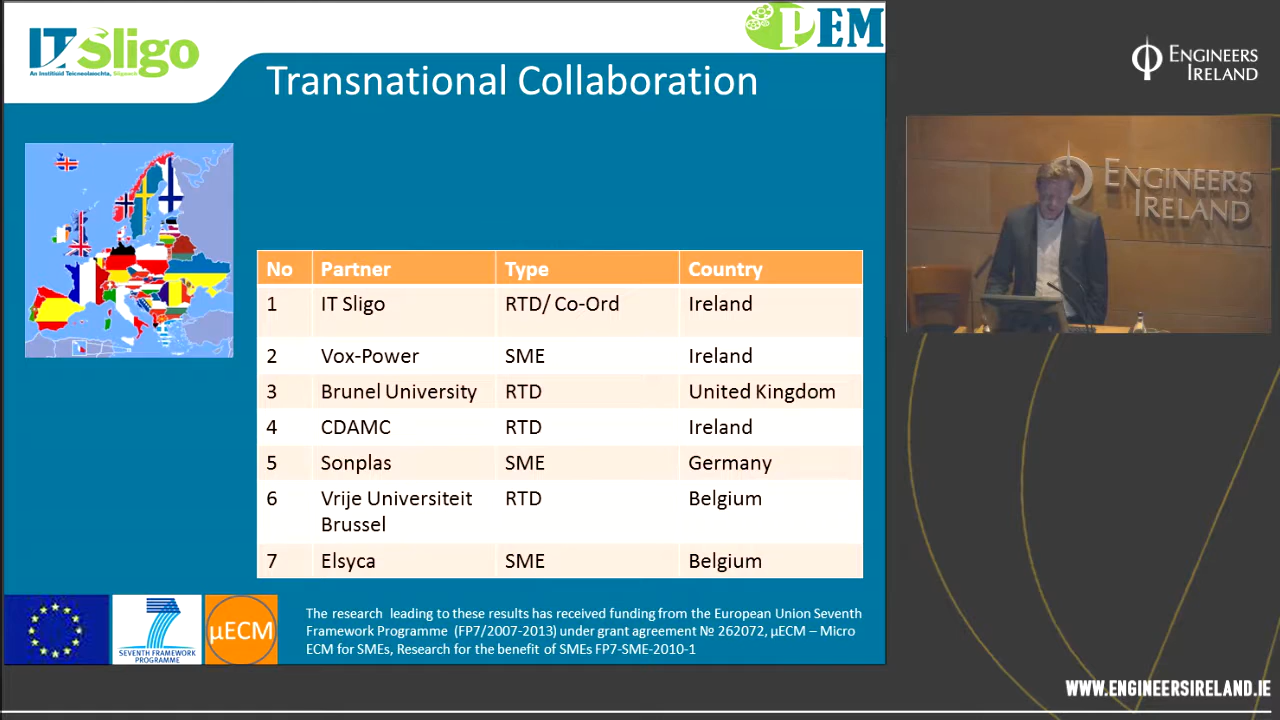 IT Sligo
An Institiúid Teicneolaíochta, Sligeach
PEM
Transnational Collaboration
No Partner Type Country
1 IT Sligo RTD/ Co-Ord Ireland
2 Vox-Power SME Ireland
3 Brunel University RTD United Kingdom
4 CDAMC RTD Ireland
5 Sonplas SME Germany
6 Vrije Universiteit RTD Belgium
Brussel
7 Elsyca SME Belgium
SEVENTH FRAMEWORK
PROGRAMME
µECM
The research leading to these results has received funding from the European Union Seventh
Framework Programme (FP7/2007-2013) under grant agreement № 262072, µECM – Micro
ECM for SMEs, Research for the benefit of SMEs FP7-SME-2010-1
ENGINEERS
IRELAND
ENGINEERS
IRELAND
WWW.ENGINEERSIRELAND.IE